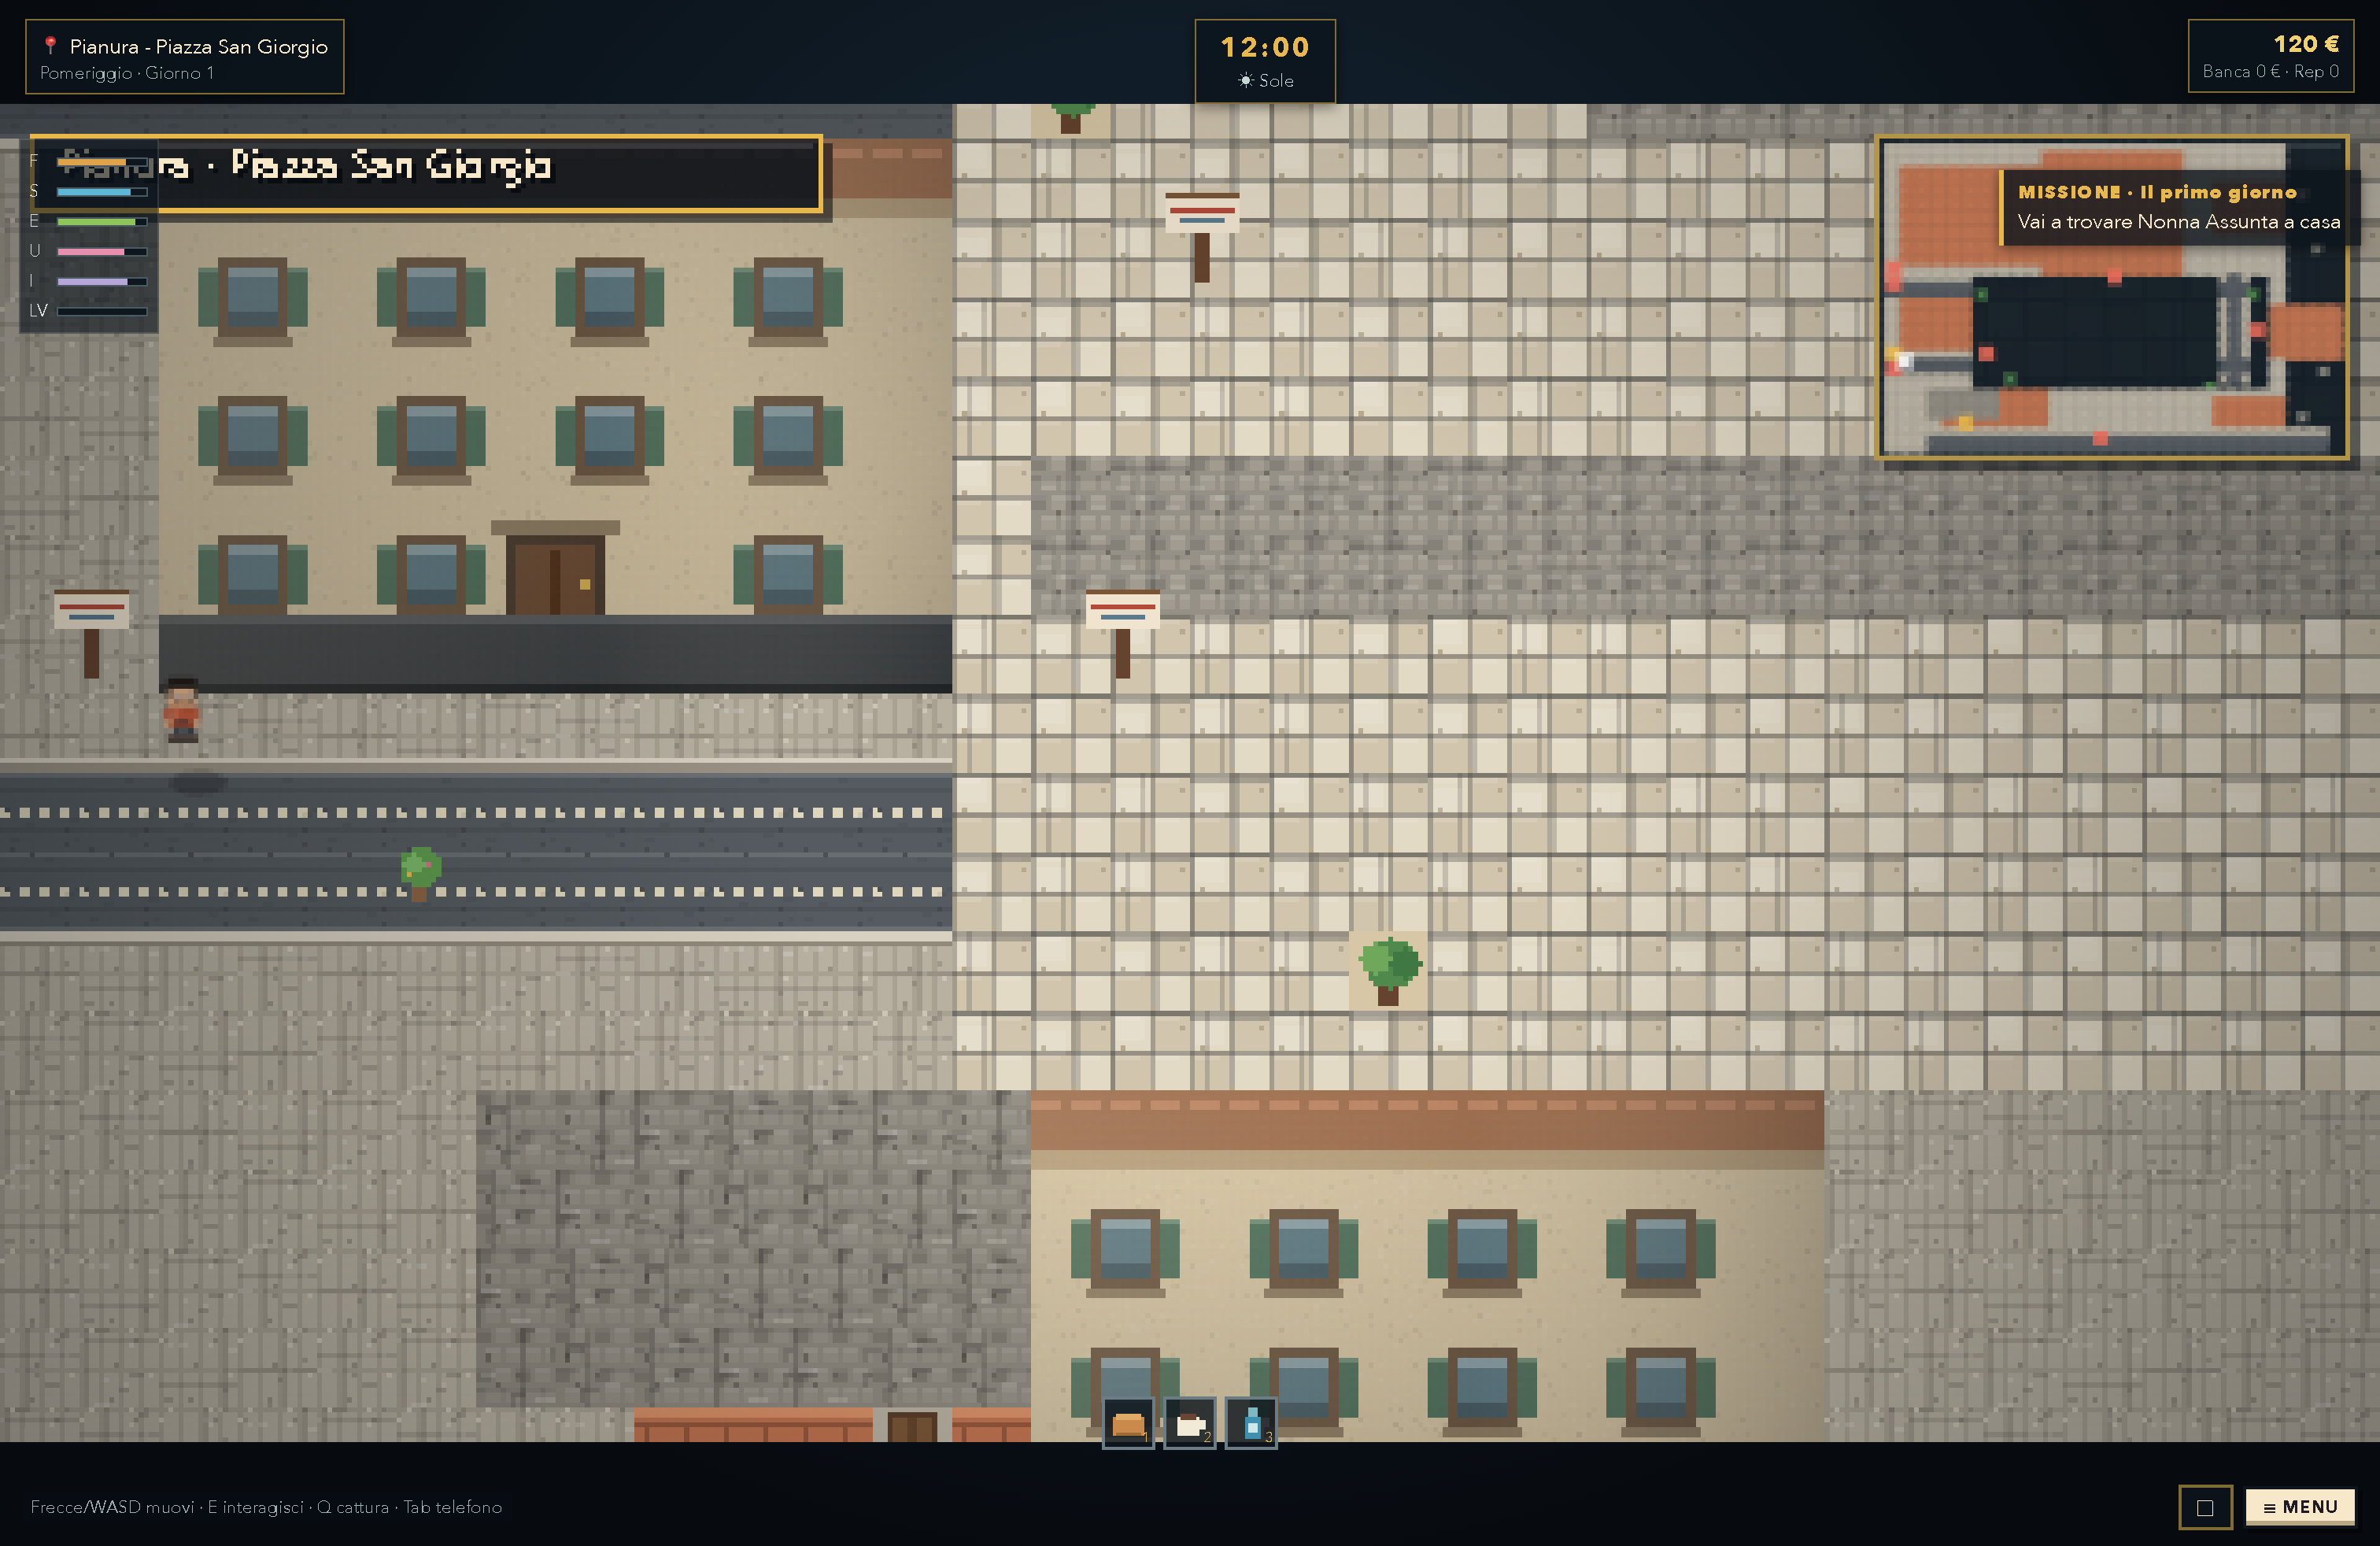 Pianura - Piazza San Giorgio
Pomeriggio · Giorno 1
12:00
☀ Sole
120 €
Banca 0 € · Rep 0
Pianura · Piazza San Giorgio
F
S
E
U
I
LV
MISSIONE · Il primo giorno
Vai a trovare Nonna Assunta a casa
1
2
3
Frecce/WASD muovi · E interagisci · Q cattura · Tab telefono
≡ MENU